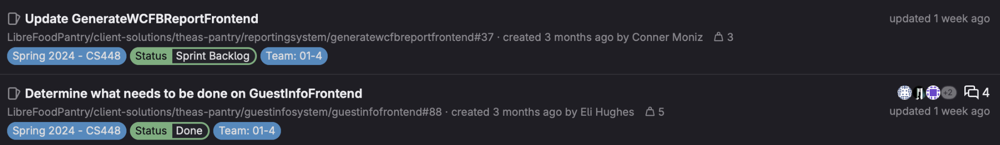 Update GenerateWCFBReportFrontend
updated 1 week ago
LibreFoodPantry/client-solutions/theas-pantry/reportingsystem/generatewcfbreportfrontend#37 · created 3 months ago by Conner Moniz 3
Spring 2024 - CS448 Status Sprint Backlog Team: 01-4
Determine what needs to be done on GuestInfoFrontend
+2 4
LibreFoodPantry/client-solutions/theas-pantry/guestinfosystem/guestinfofrontend#88 · created 3 months ago by Eli Hughes 5
updated 1 week ago
Spring 2024 - CS448 Status Done Team: 01-4